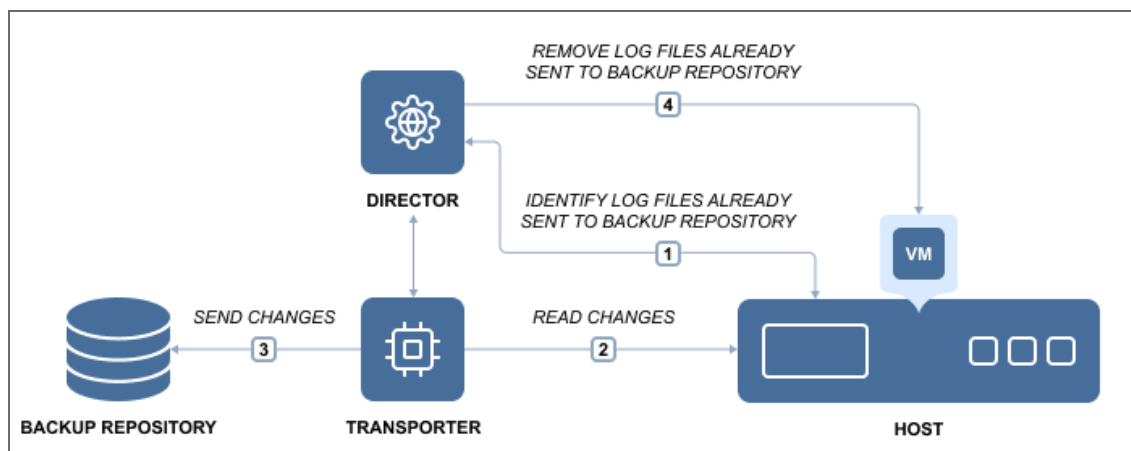 REMOVE LOG FILES ALREADY
SENT TO BACKUP REPOSITORY
4
DIRECTOR
IDENTIFY LOG FILES ALREADY
SENT TO BACKUP REPOSITORY
1
VM
SEND CHANGES
3
READ CHANGES
2
BACKUP REPOSITORY
TRANSPORTER
HOST